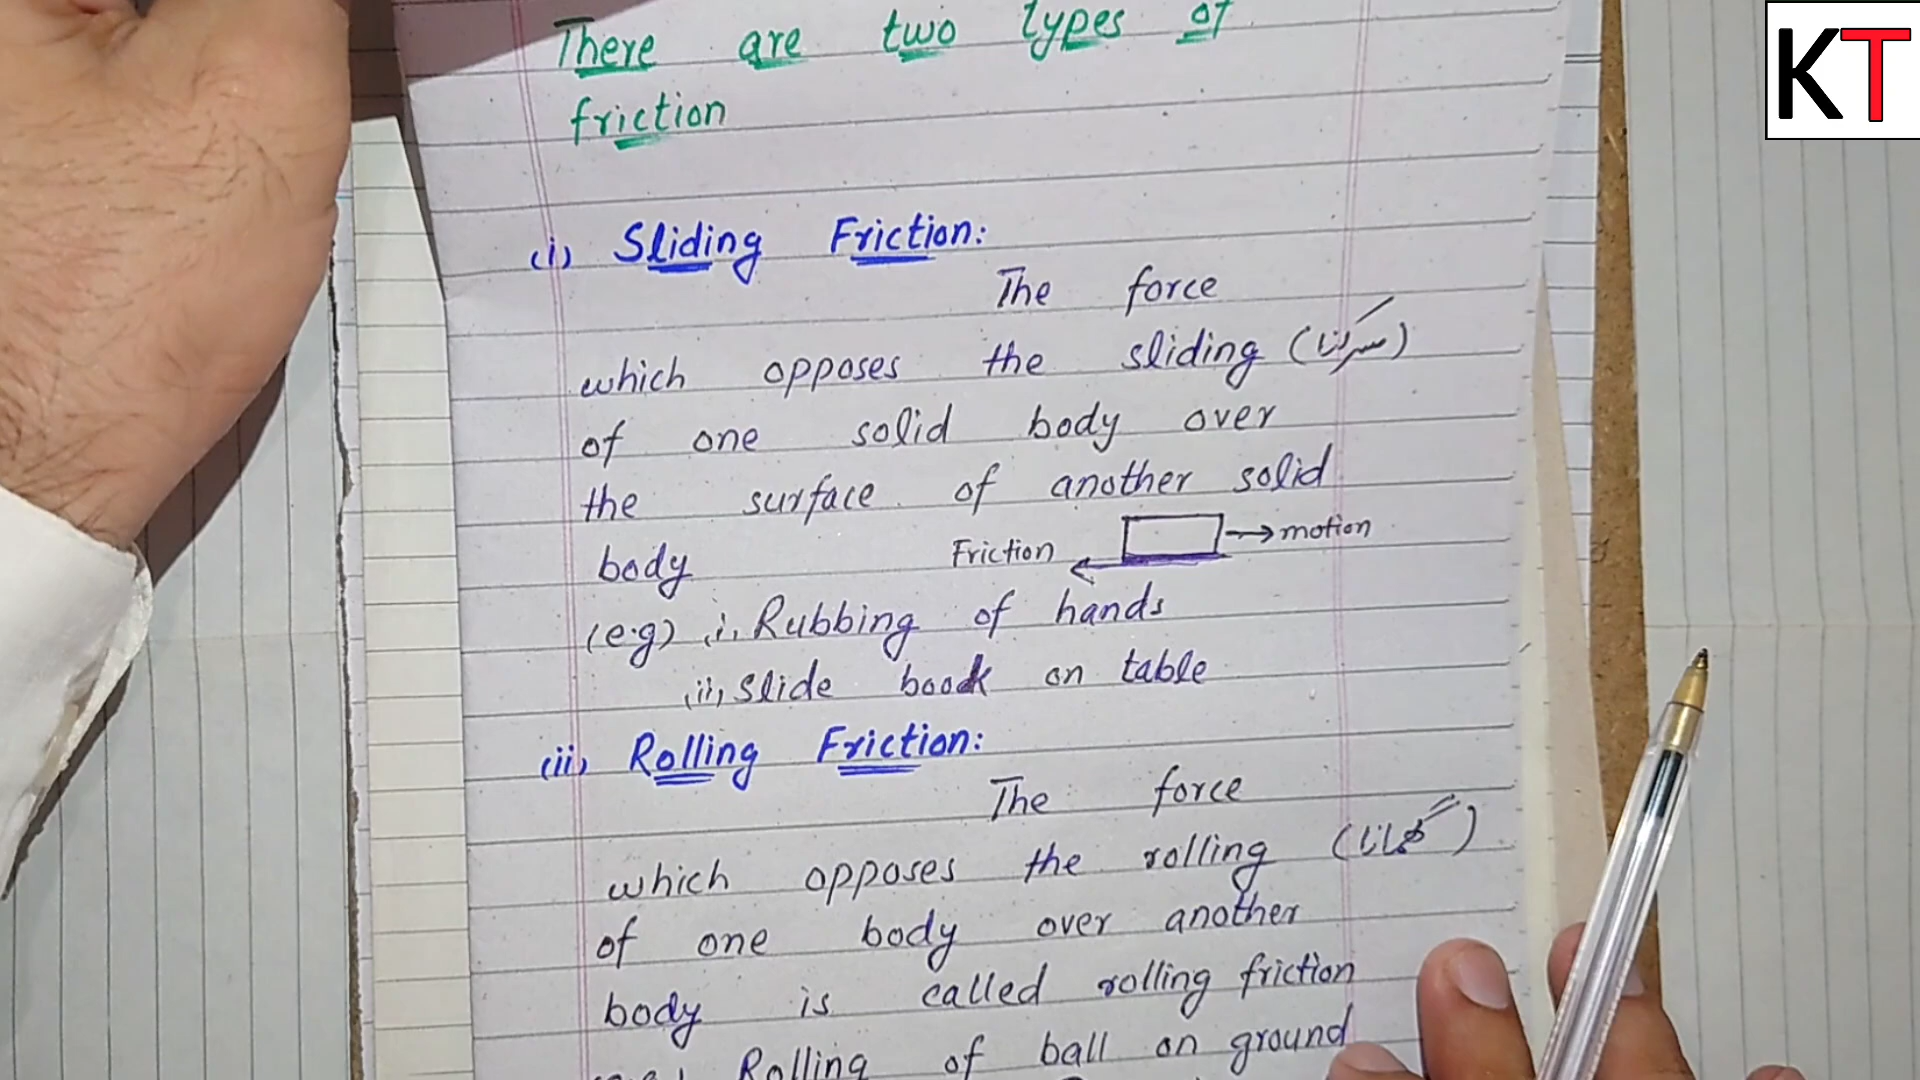 KT
There are two types of
friction
(i) Sliding Friction:
The force
which opposes the sliding (سرکنا)
of one solid body over
the surface of another solid
body
Friction motion
(e.g) i, Rubbing of hands
ii, Slide book on table
(ii) Rolling Friction:
The force
which opposes the rolling
of one body over another
body is called rolling friction
Rolling of ball on ground